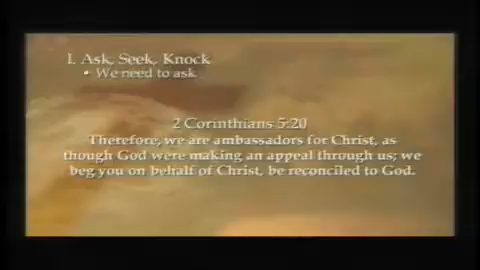 I. Ask, Seek, Knock
• We need to ask
2 Corinthians 5:20
Therefore, we are ambassadors for Christ, as
though God were making an appeal through us; we
beg you on behalf of Christ, be reconciled to God.